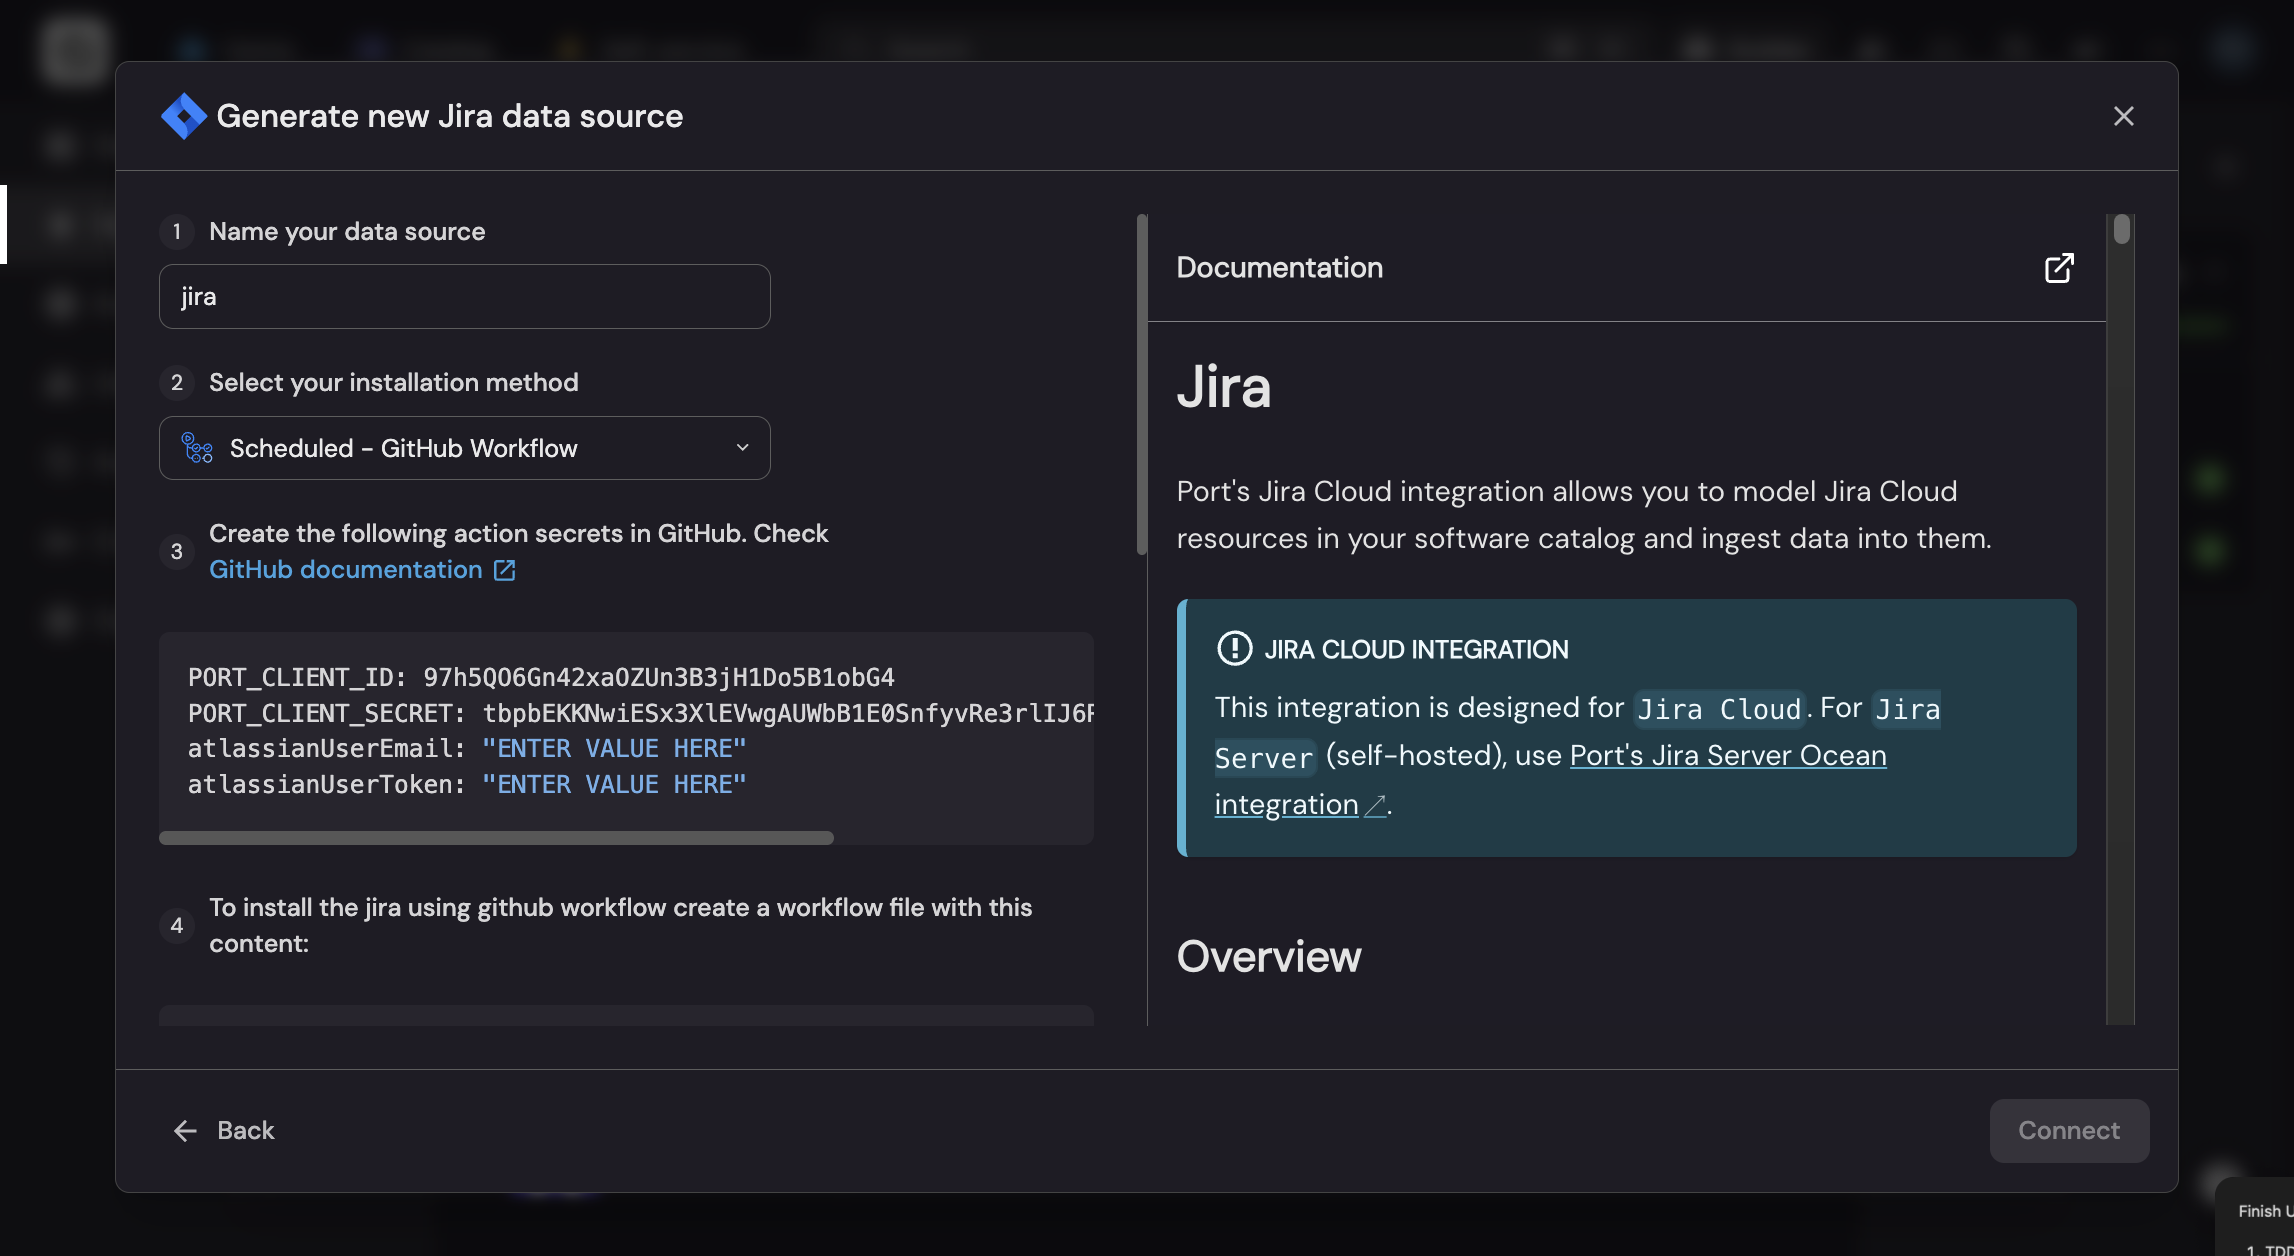 Generate new Jira data source
1 Name your data source
jira
2 Select your installation method
Scheduled - GitHub Workflow
3 Create the following action secrets in GitHub. Check
GitHub documentation
PORT_CLIENT_ID: 97h5QO6Gn42xaOZUn3B3jH1Do5B1obG4
PORT_CLIENT_SECRET: tbpbEKKNwiESx3XlEVwgAUWbB1E0SnfyvRe3rlIJ6
atlassianUserEmail: "ENTER VALUE HERE"
atlassianUserToken: "ENTER VALUE HERE"
4 To install the jira using github workflow create a workflow file with this
content:
Back
Documentation
Jira
Port's Jira Cloud integration allows you to model Jira Cloud
resources in your software catalog and ingest data into them.
JIRA CLOUD INTEGRATION
This integration is designed for Jira Cloud. For Jira
Server (self-hosted), use Port's Jira Server Ocean
integration.
Overview
Connect
Finish